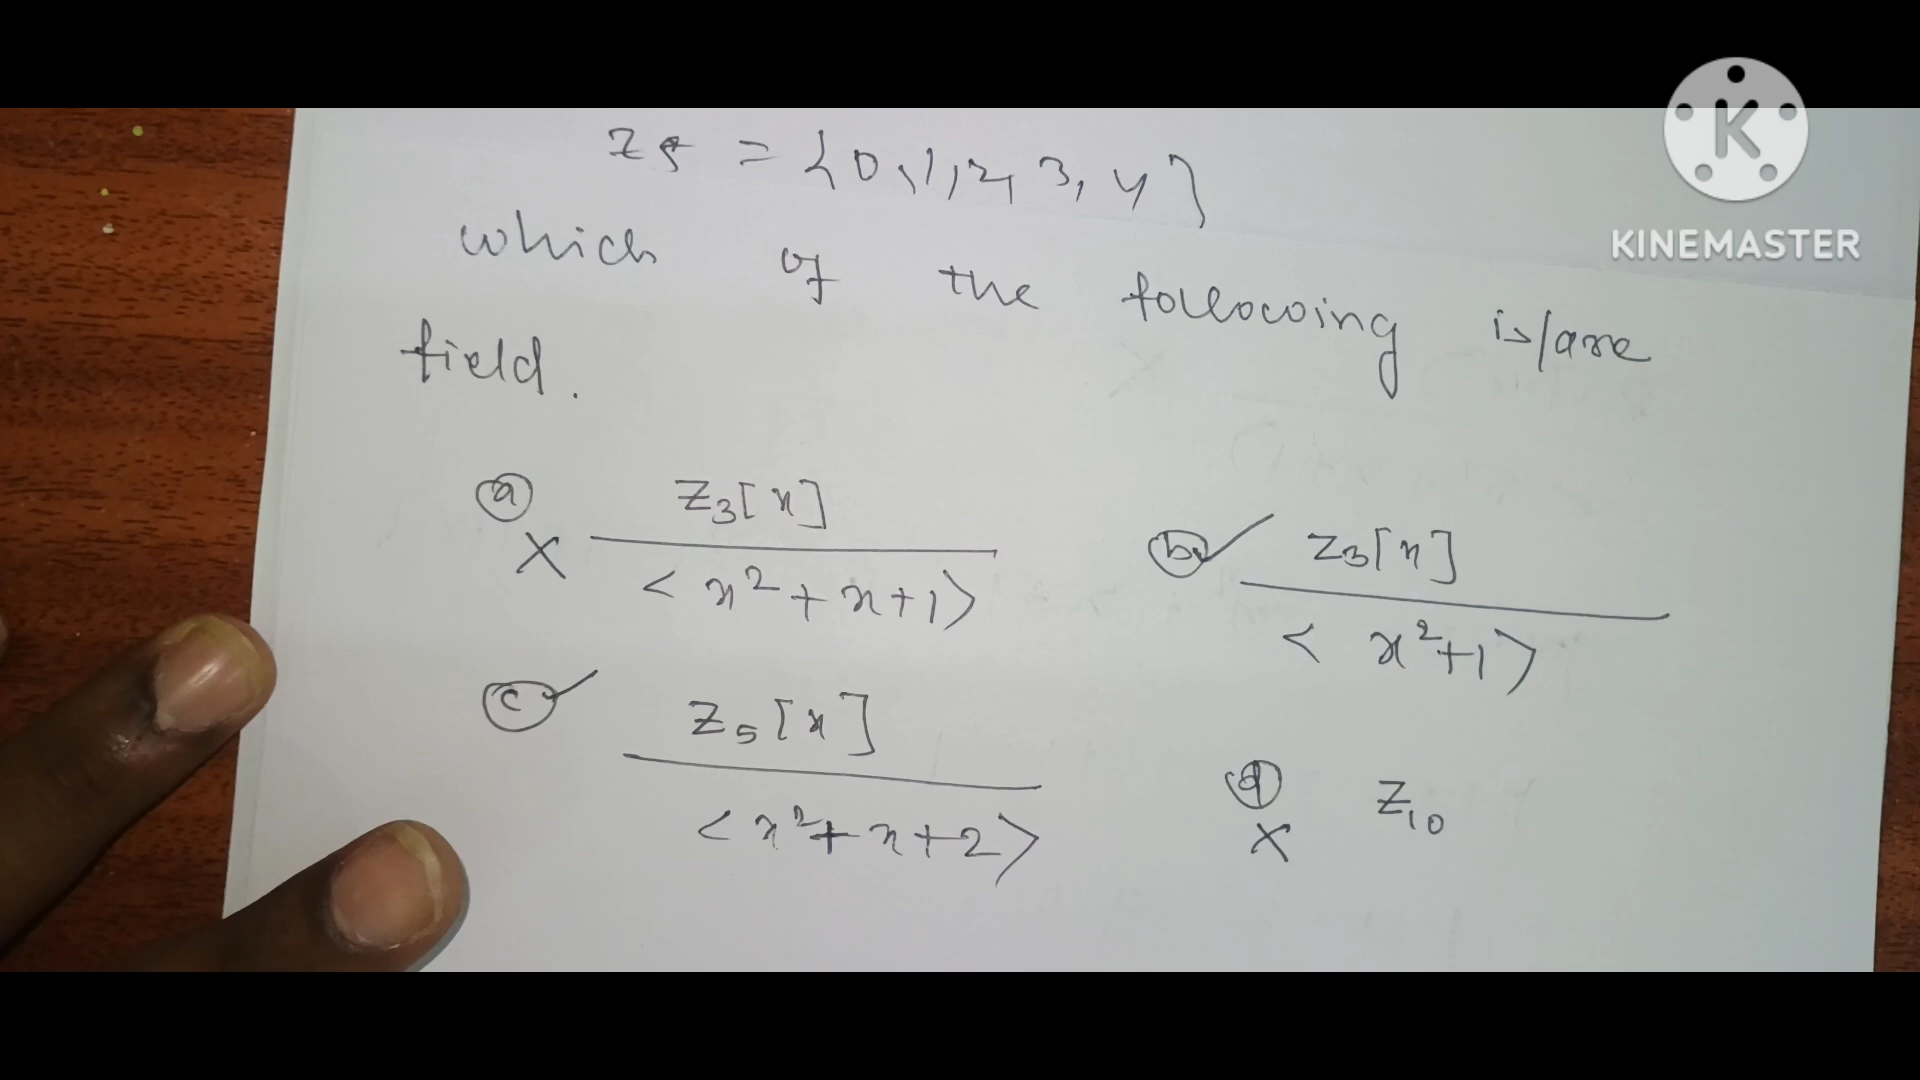 Z5 = {0,1,2,3,4}
KINEMASTER
which of the following is/are
field.
(a) Z₃[x]
X < x² + x + 1 >
(b) ✓ Z₃[x]
< x² + 1 >
(c) ✓ Z₅[x]
< x² + x + 2 >
(d) Z₁₀
X